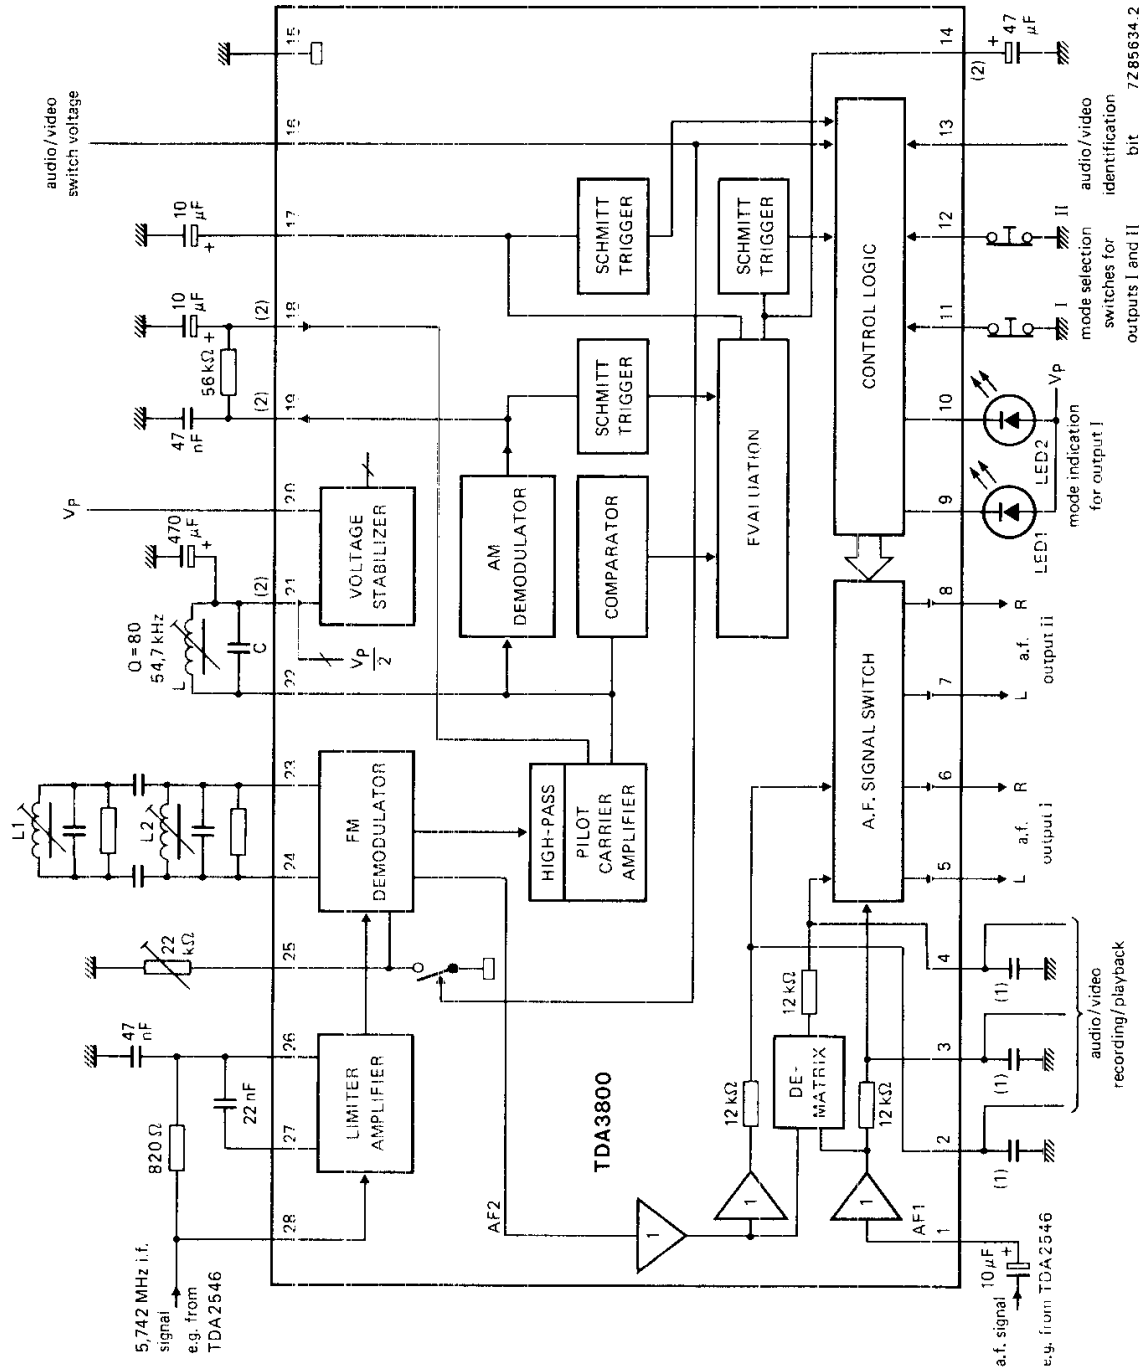 audio/video
switch voltage
10
µF
+
10
µF
+
56 kΩ
47
nF
Vp
470
µF
+
Q=80
54,7 kHz
L
C
L1
L2
22
kΩ
47
nF
820 Ω
22 nF
5,742 MHz i.f.
signal
e.g. from
TDA2546
15
16
17
(2)
18
(2)
19
20
(2)
21
22
23
24
25
26
27
28
VOLTAGE
STABILIZER
Vp
2
FM
DEMODULATOR
LIMITER
AMPLIFIER
AM
DEMODULATOR
SCHMITT
TRIGGER
SCHMITT
TRIGGER
SCHMITT
TRIGGER
COMPARATOR
HIGH-PASS
PILOT
CARRIER
AMPLIFIER
EVALUATION
CONTROL LOGIC
A.F. SIGNAL SWITCH
TDA3800
AF2
1
1
1
AF1
DE-
MATRIX
12 kΩ
12 kΩ
12 kΩ
1
2
3
4
5
6
7
8
9
10
11
12
13
14
(2)
+
47
µF
audio/video
identification
bit
II
I
mode selection
switches for
outputs I and II
Vp
LED2
LED1
mode indication
for output I
R
L
a.f.
output II
R
L
a.f.
output I
(1)
(1)
(1)
audio/video
recording/playback
a.f. signal
10 µF
+
e.g. from TDA2546
7285634.2